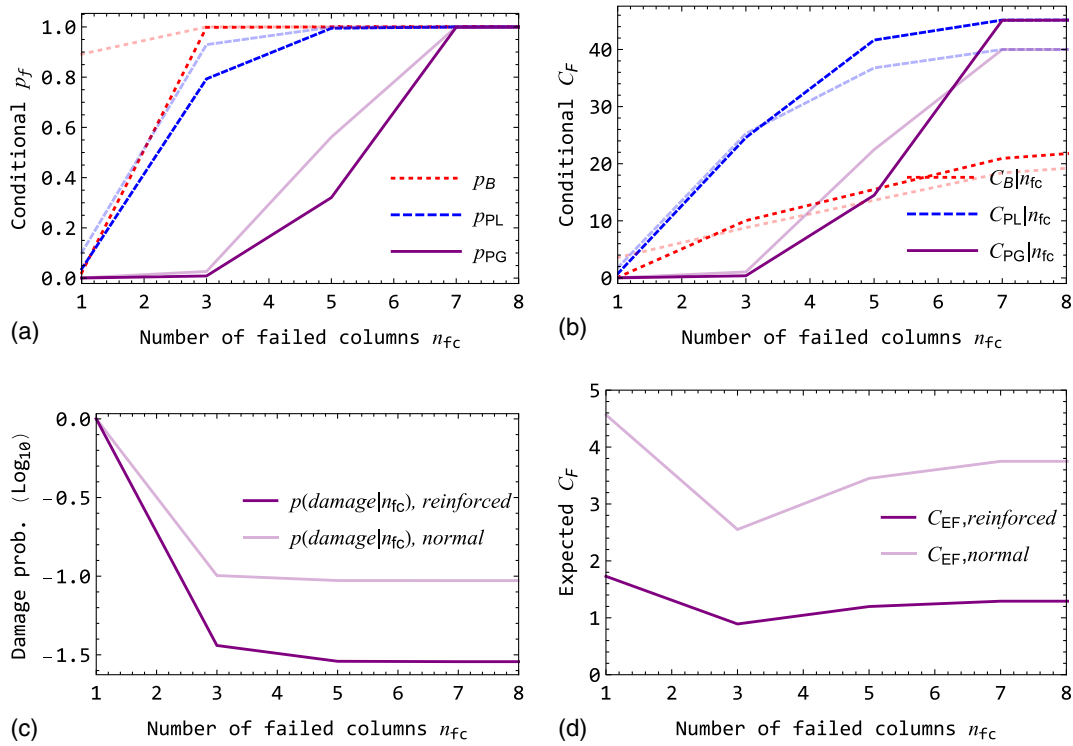 Conditional p_f
1.0
0.8
0.6
0.4
0.2
0.0
p_B
p_PL
p_PG
1 2 3 4 5 6 7 8
(a) Number of failed columns n_fc
Conditional C_F
40
30
20
10
0
C_B|n_fc
C_PL|n_fc
C_PG|n_fc
1 2 3 4 5 6 7 8
(b) Number of failed columns n_fc
Damage prob. (Log₁₀)
0.0
-0.5
-1.0
-1.5
p(damage|n_fc), reinforced
p(damage|n_fc), normal
1 2 3 4 5 6 7 8
(c) Number of failed columns n_fc
Expected C_F
5
4
3
2
1
0
C_EF,reinforced
C_EF,normal
1 2 3 4 5 6 7 8
(d) Number of failed columns n_fc